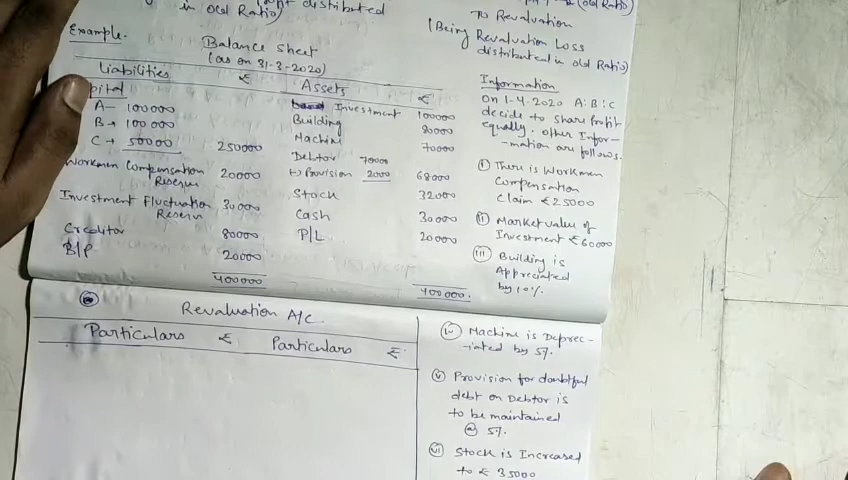 distributed
in old Ratio)
To Revaluation
(Being Revaluation Loss
distributed in old Ratio)
Example.
Balance Sheet
(as on 31-3-2020)
Liabilities ₹ Assets ₹
A— 100000 Investment 100000
B→ 100000 Building 80000
C→ 50000 250000 Machine 70000
Workmen Compensation Reserve 20000 Debtor 70000
(-) Provision 2000 68000
Investment Fluctuation Reserve 30000 Stock 32000
Cash 30000
Creditor 80000 P/L 20000
B/P 20000
400000 400000.
Information
On 1-4-2020 A:B:C
decide to share Profit
equally. Other Infor-
-mation are follows.
(i) There is Workmen
Compensation
Claim ₹ 25000
(ii) Market value of
Investment ₹ 60000
(iii) Building is
Appreciated
by 10%.
Revaluation A/C
Particulars ₹ Particulars ₹
(iv) Machine is Deprec-
-iated by 5%.
(v) Provision for doubtful
debt on Debtor is
to be maintained
@ 5%.
(vi) Stock is Increased
to ₹ 35000